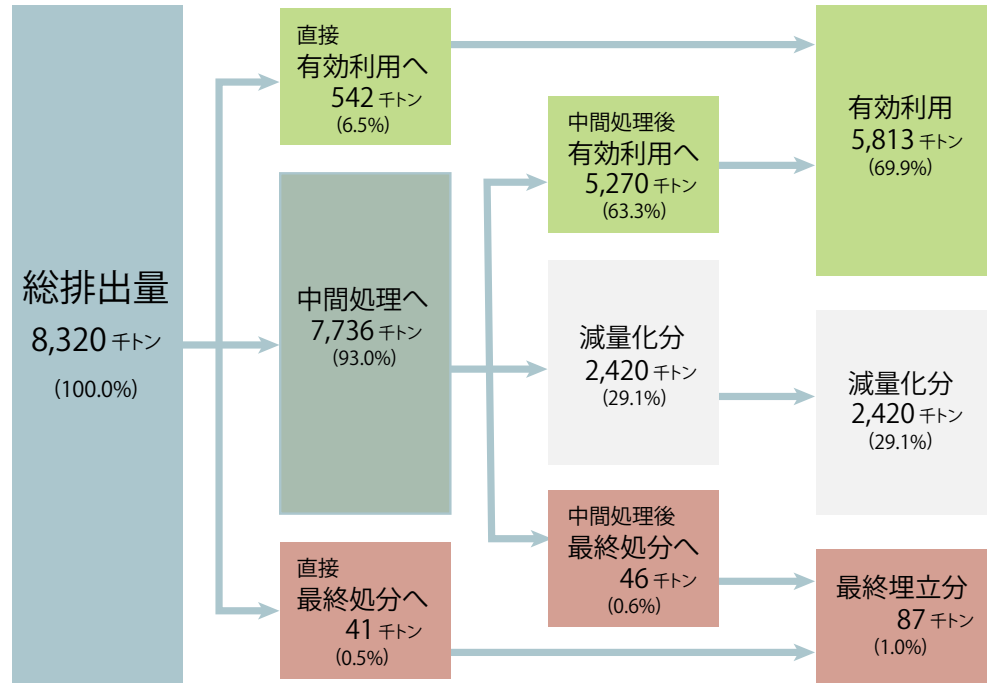 総排出量
8,320 千トン
(100.0%)
直接
有効利用へ
542 千トン
(6.5%)
中間処理へ
7,736 千トン
(93.0%)
直接
最終処分へ
41 千トン
(0.5%)
中間処理後
有効利用へ
5,270 千トン
(63.3%)
減量化分
2,420 千トン
(29.1%)
中間処理後
最終処分へ
46 千トン
(0.6%)
有効利用
5,813 千トン
(69.9%)
減量化分
2,420 千トン
(29.1%)
最終埋立分
87 千トン
(1.0%)